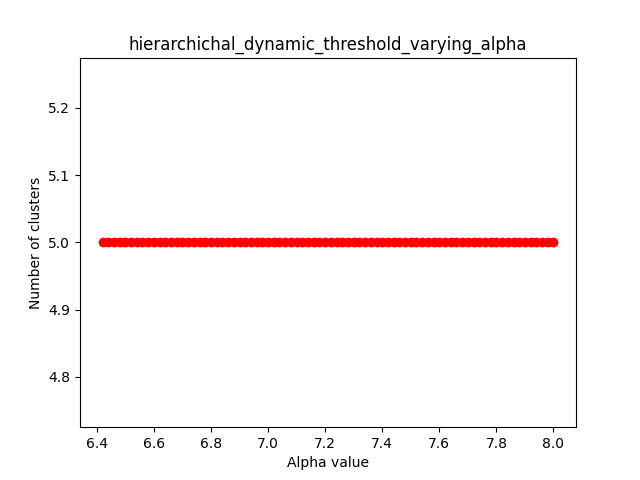 hierarchichal_dynamic_threshold_varying_alpha
Number of clusters
5.2
5.1
5.0
4.9
4.8
6.4 6.6 6.8 7.0 7.2 7.4 7.6 7.8 8.0
Alpha value